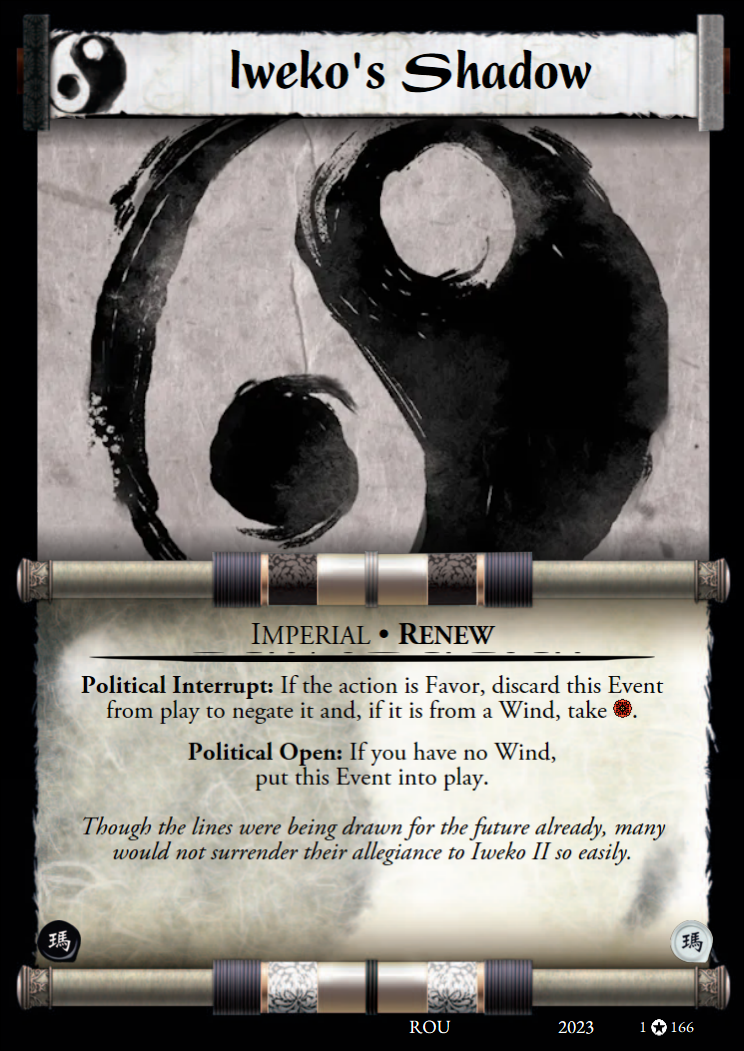 Iweko's Shadow
IMPERIAL • RENEW
Political Interrupt: If the action is Favor, discard this Event
from play to negate it and, if it is from a Wind, take .
Political Open: If you have no Wind,
put this Event into play.
Though the lines were being drawn for the future already, many
would not surrender their allegiance to Iweko II so easily.
瑪 瑪
ROU 2023 1 166